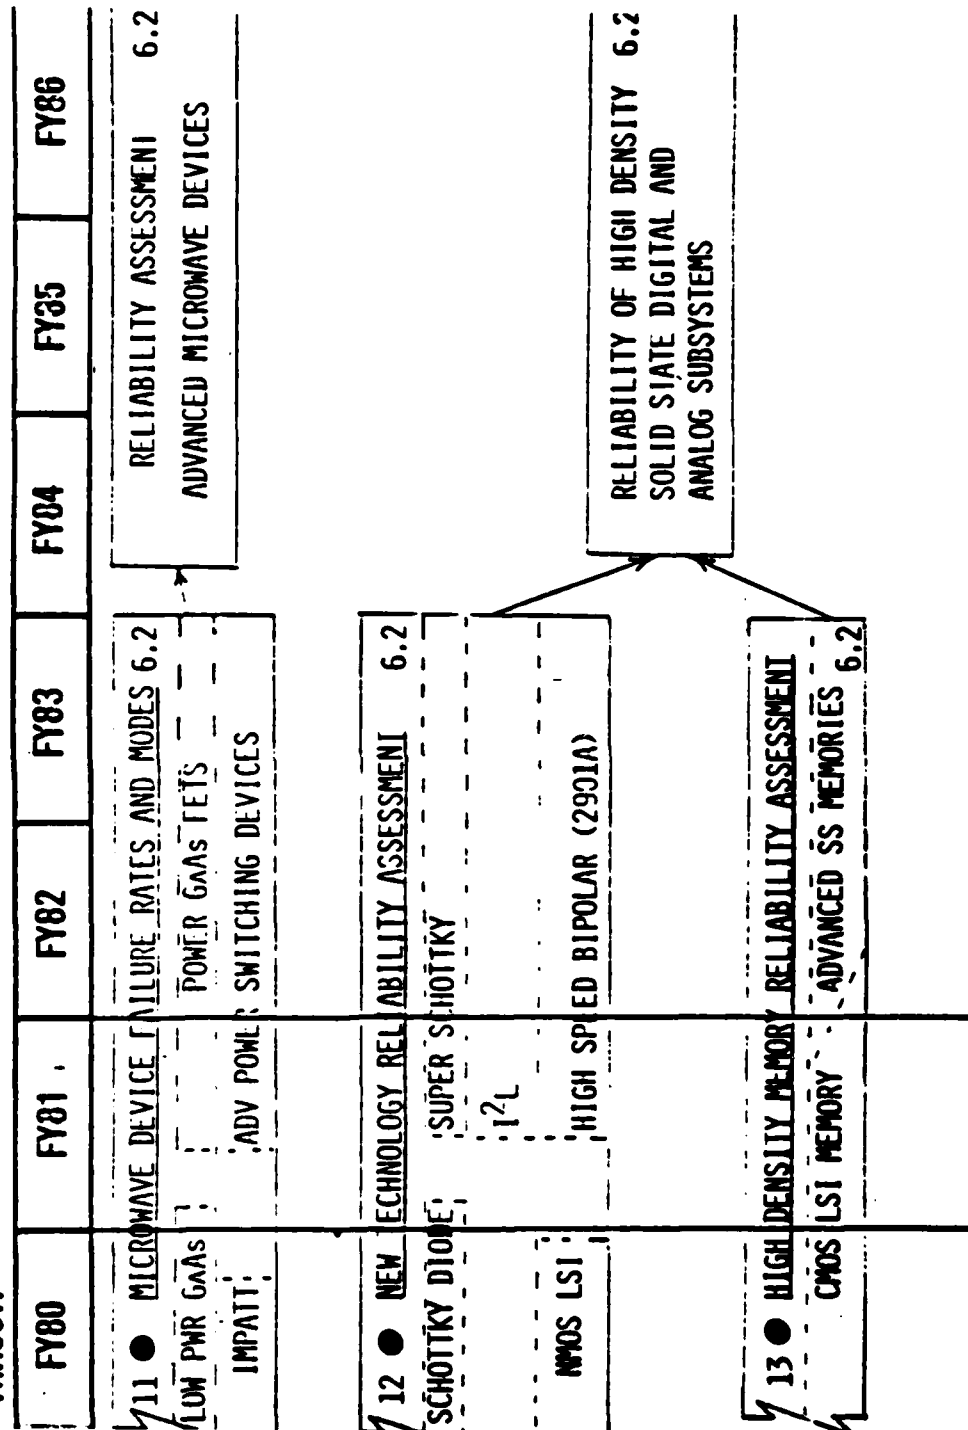 FY80 FY81 FY82 FY83 FY84 FY85 FY86
11 ● MICROWAVE DEVICE FAILURE RATES AND MODES 6.2
LOW PWR GAAs POWER GAAs FETS
IMPATT ADV POWER SWITCHING DEVICES
RELIABILITY ASSESSMENT 6.2
ADVANCED MICROWAVE DEVICES
12 ● NEW TECHNOLOGY RELIABILITY ASSESSMENT 6.2
SCHOTTKY DIODE SUPER SCHOTTKY
I²L
NMOS LSI HIGH SPEED BIPOLAR (2901A)
RELIABILITY OF HIGH DENSITY 6.2
SOLID STATE DIGITAL AND
ANALOG SUBSYSTEMS
13 ● HIGH DENSITY MEMORY RELIABILITY ASSESSMENT
CMOS LSI MEMORY ADVANCED SS MEMORIES 6.2